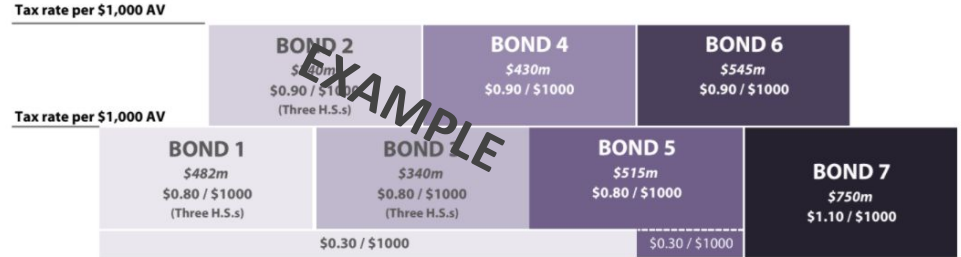 Tax rate per $1,000 AV
BOND 2
$0.90 / $1000
(Three H.S.s)
BOND 4
$430m
$0.90 / $1000
BOND 6
$545m
$0.90 / $1000
EXAMPLE
Tax rate per $1,000 AV
BOND 1
$482m
$0.80 / $1000
(Three H.S.s)
BOND 3
$340m
$0.80 / $1000
(Three H.S.s)
BOND 5
$515m
$0.80 / $1000
BOND 7
$750m
$1.10 / $1000
$0.30 / $1000
$0.30 / $1000